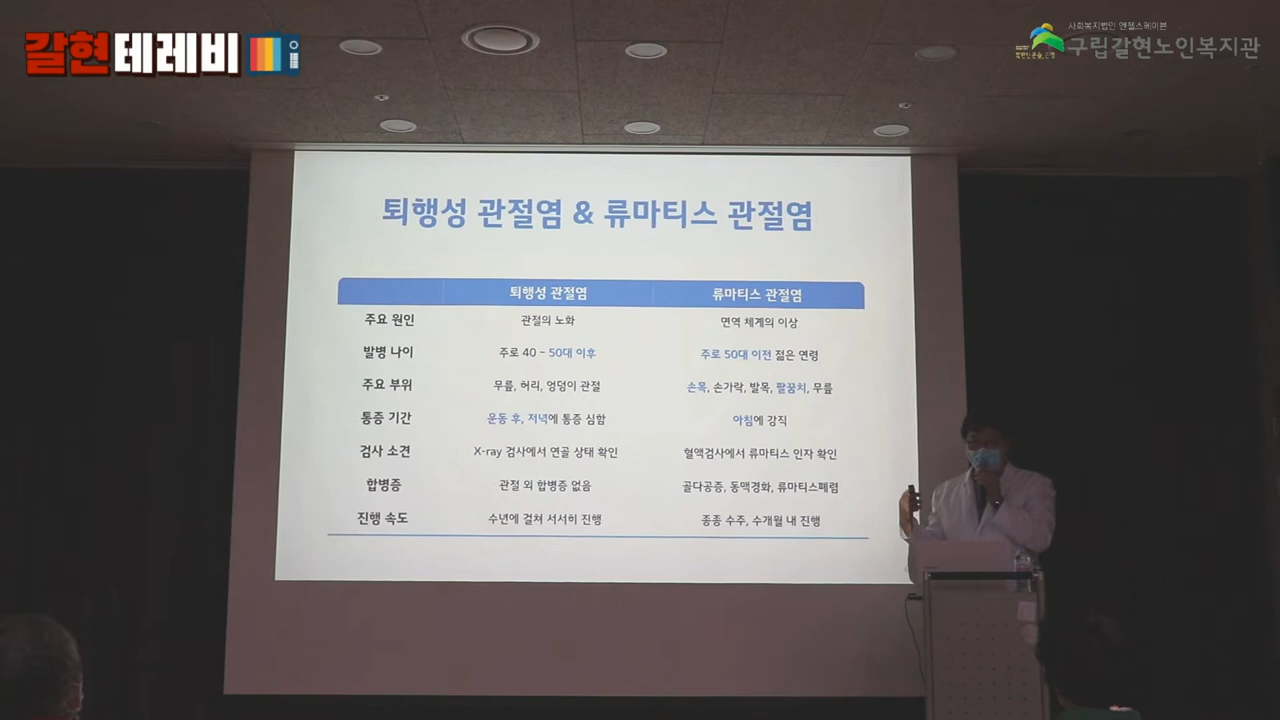 갈현테레비
사회복지법인 엔젤스헤이븐
구립갈현노인복지관
퇴행성 관절염 & 류마티스 관절염
퇴행성 관절염 류마티스 관절염
주요 원인 관절의 노화 면역 체계의 이상
발병 나이 주로 40 ~ 50대 이후 주로 50대 이전 젊은 연령
주요 부위 무릎, 허리, 엉덩이 관절 손목, 손가락, 발목, 팔꿈치, 무릎
통증 기간 운동 후, 저녁에 통증 심함 아침에 강직
검사 소견 X-ray 검사에서 연골 상태 확인 혈액검사에서 류마티스 인자 확인
합병증 관절 외 합병증 없음 골다공증, 동맥경화, 류마티스폐렴
진행 속도 수년에 걸쳐 서서히 진행 종종 수주, 수개월 내 진행